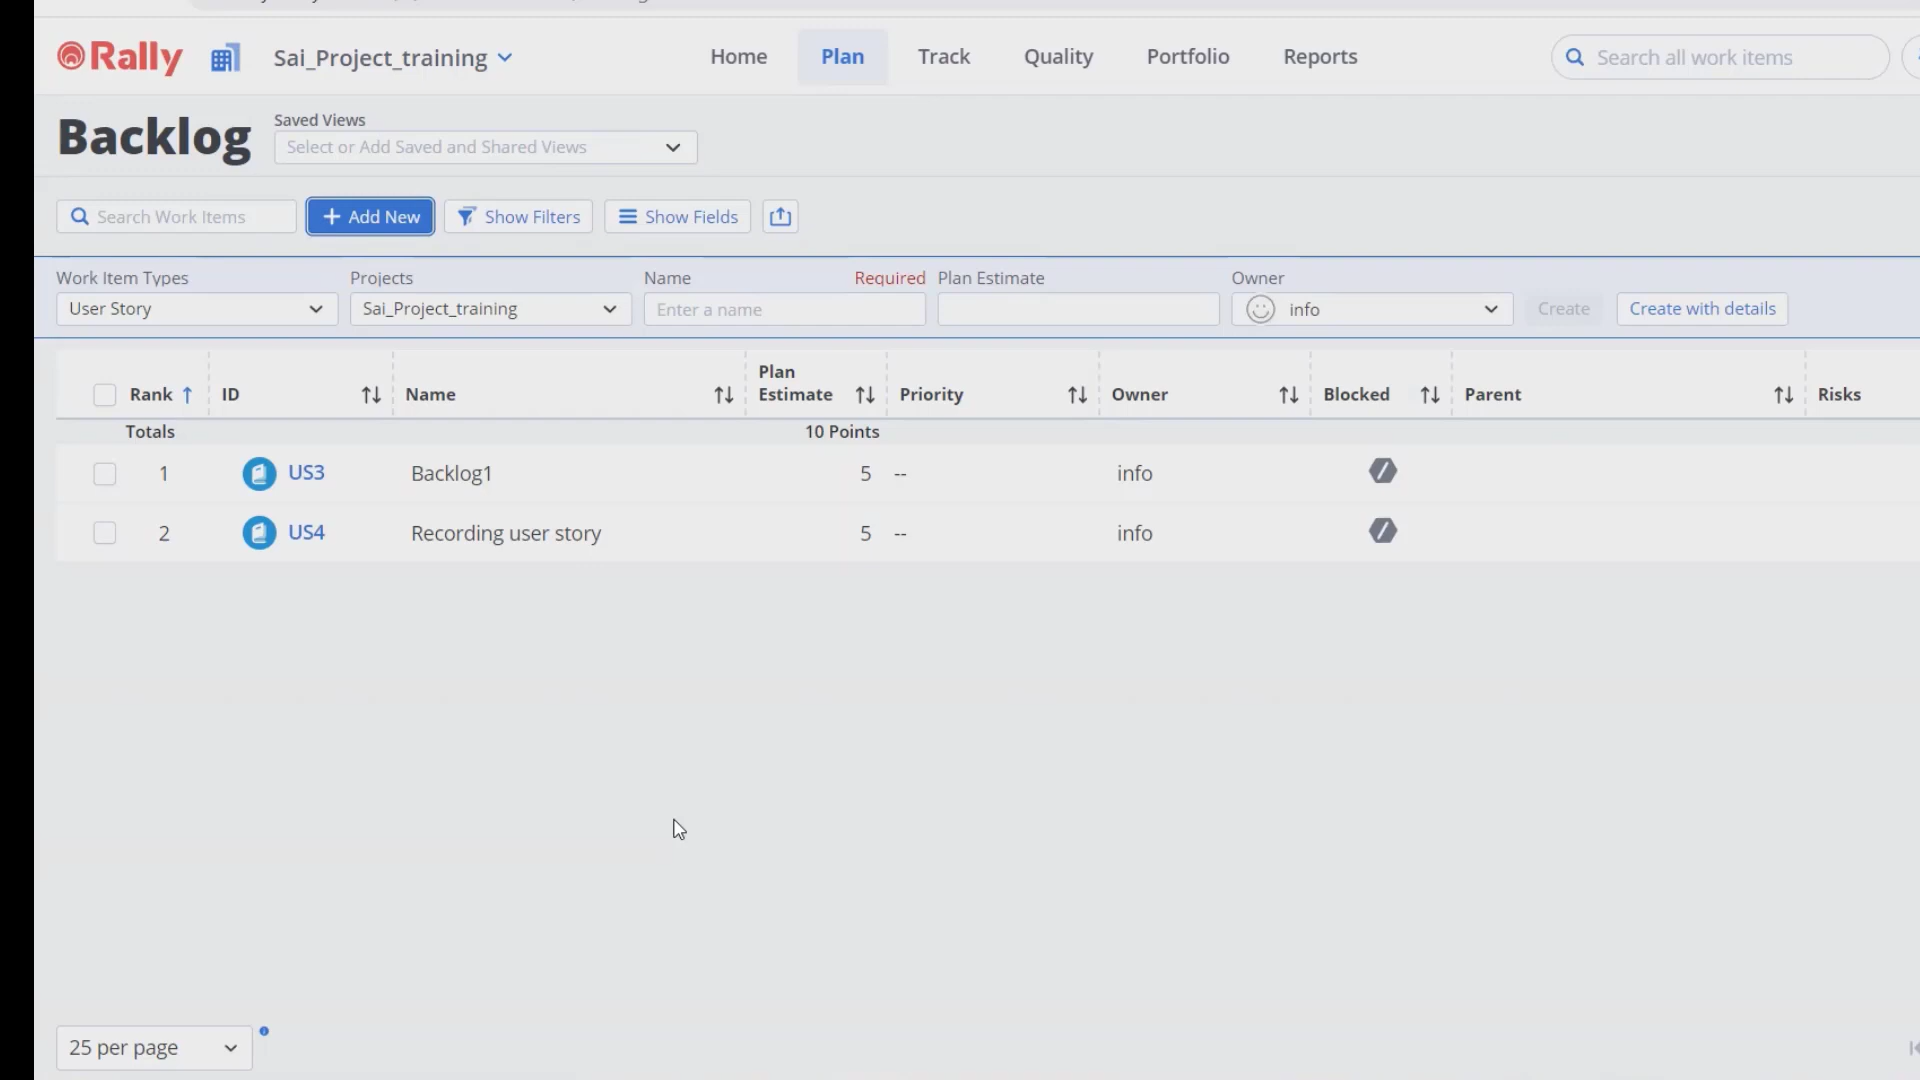 Rally Sai_Project_training Home Plan Track Quality Portfolio Reports Search all work items
Backlog Saved Views
Select or Add Saved and Shared Views
Search Work Items + Add New Show Filters Show Fields
Work Item Types Projects Name Required Plan Estimate Owner
User Story Sai_Project_training Enter a name info Create Create with details
Rank ID Name Plan Estimate Priority Owner Blocked Parent Risks
Totals 10 Points
1 US3 Backlog1 5 -- info
2 US4 Recording user story 5 -- info
25 per page